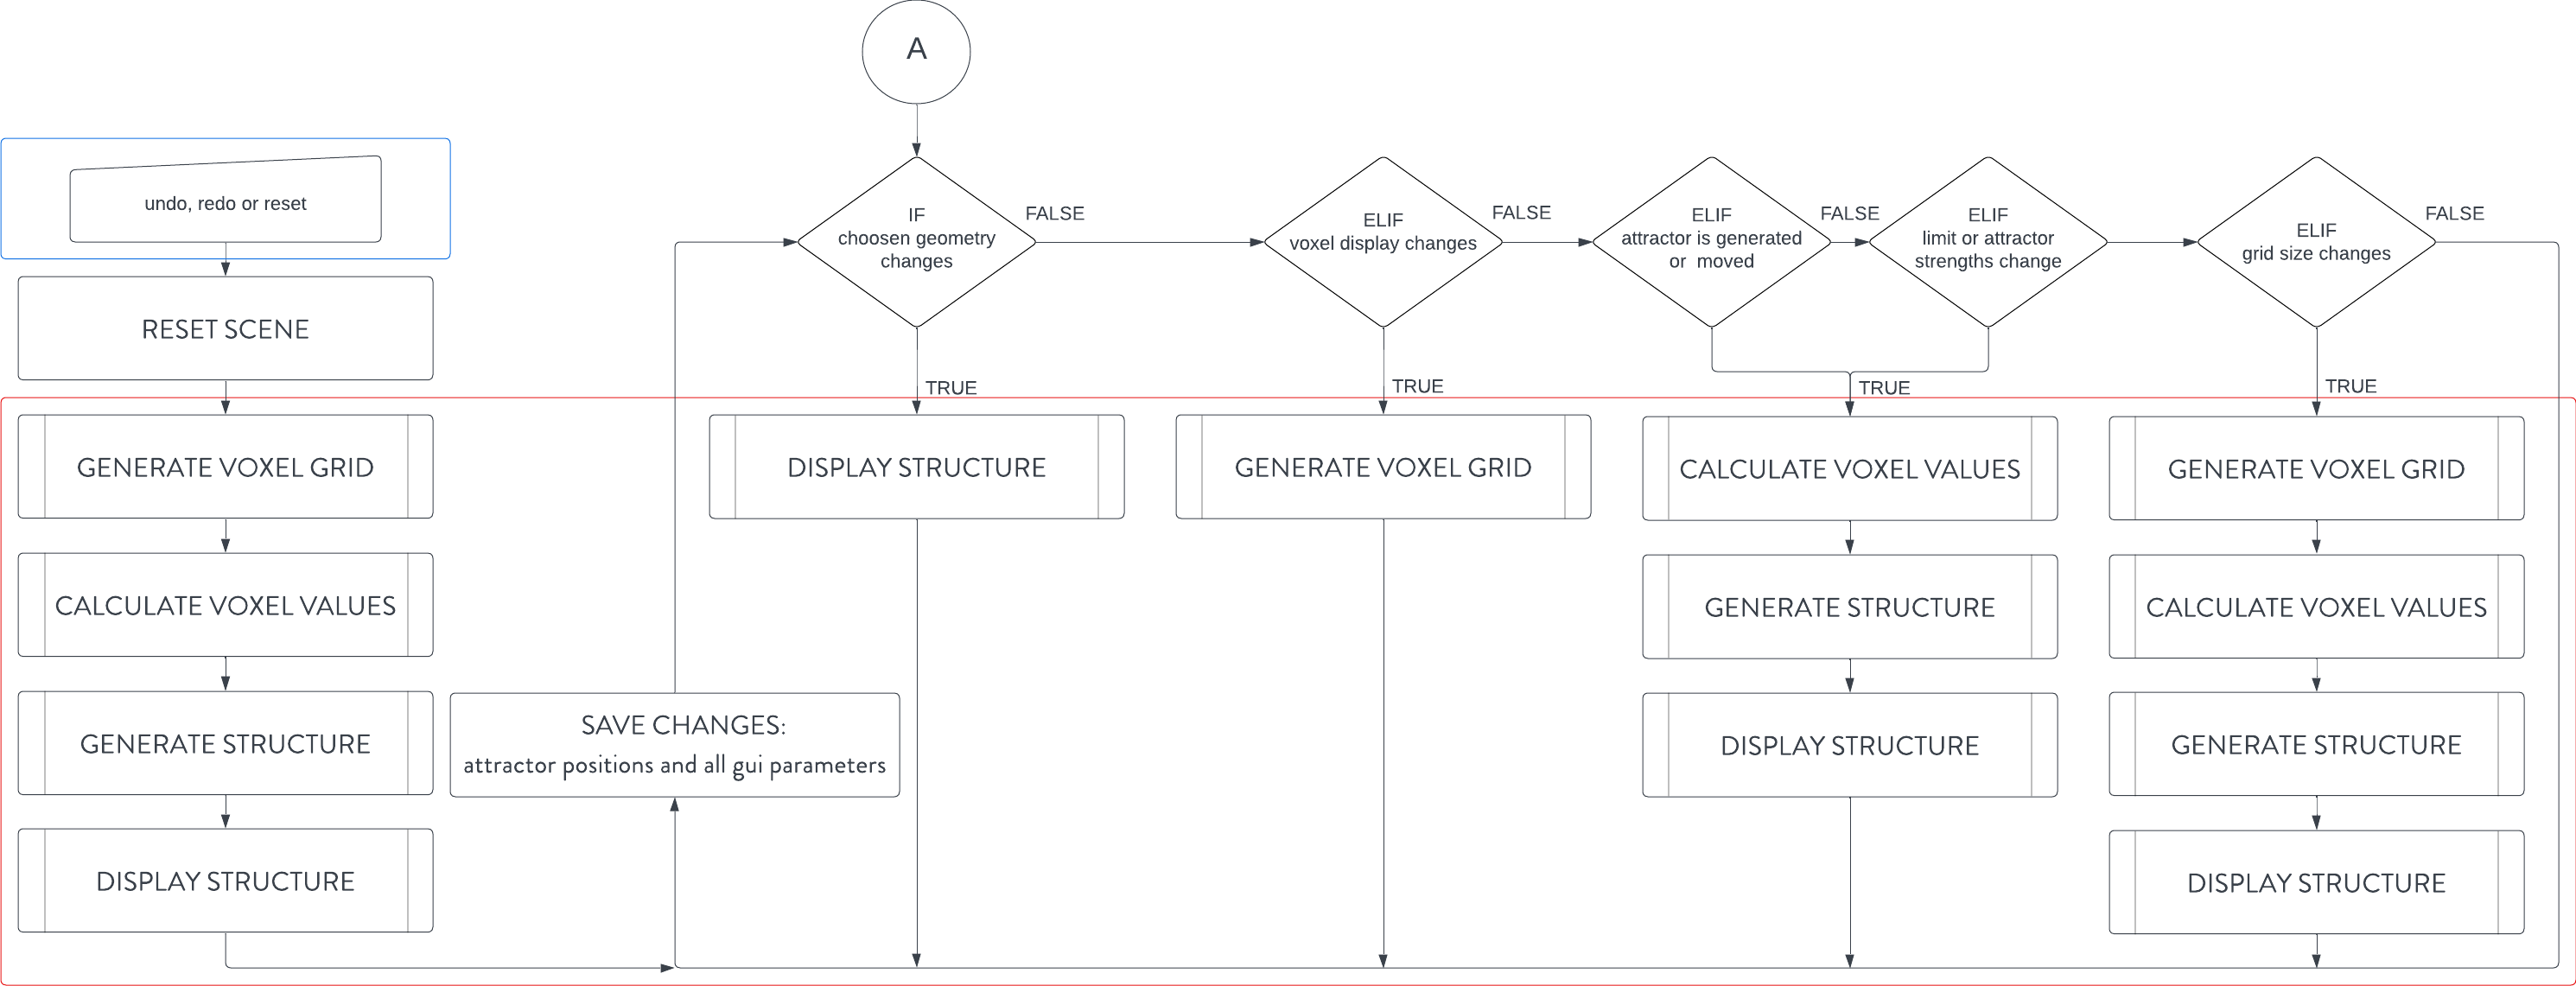 A
undo, redo or reset
RESET SCENE
GENERATE VOXEL GRID
CALCULATE VOXEL VALUES
GENERATE STRUCTURE
DISPLAY STRUCTURE
SAVE CHANGES:
attractor positions and all gui parameters
IF
choosen geometry
changes
FALSE
TRUE
DISPLAY STRUCTURE
ELIF
voxel display changes
FALSE
TRUE
GENERATE VOXEL GRID
ELIF
attractor is generated
or moved
FALSE
ELIF
limit or attractor
strengths change
TRUE
CALCULATE VOXEL VALUES
GENERATE STRUCTURE
DISPLAY STRUCTURE
ELIF
grid size changes
FALSE
TRUE
GENERATE VOXEL GRID
CALCULATE VOXEL VALUES
GENERATE STRUCTURE
DISPLAY STRUCTURE